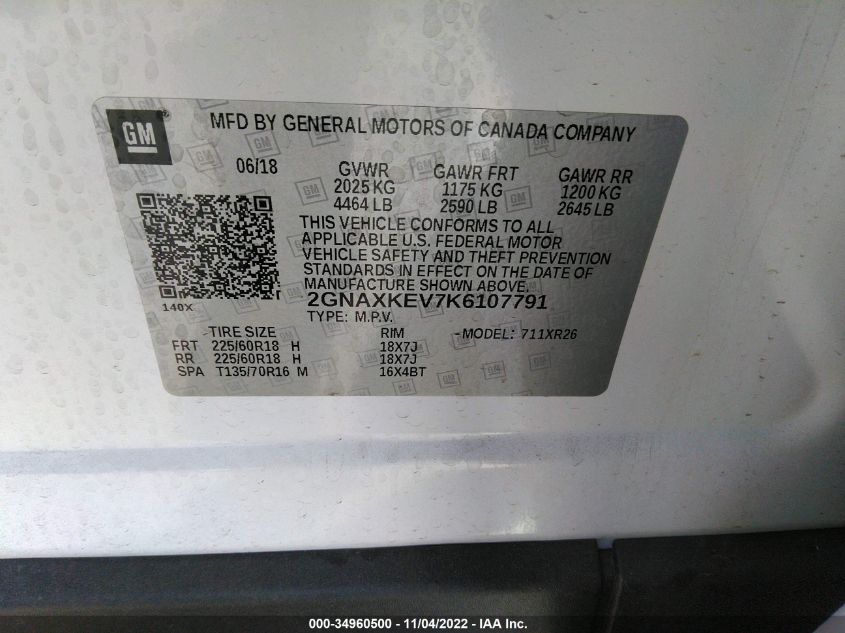 GM ®
MFD BY GENERAL MOTORS OF CANADA COMPANY
06/18 GVWR GAWR FRT GAWR RR
2025 KG 1175 KG 1200 KG
4464 LB 2590 LB 2645 LB
THIS VEHICLE CONFORMS TO ALL
APPLICABLE U.S. FEDERAL MOTOR
VEHICLE SAFETY AND THEFT PREVENTION
STANDARDS IN EFFECT ON THE DATE OF
MANUFACTURE SHOWN ABOVE.
140X
2GNAXKEV7K6107791
TYPE: M.P.V.
TIRE SIZE RIM MODEL: 711XR26
FRT 225/60R18 H 18X7J
RR 225/60R18 H 18X7J
SPA T135/70R16 M 16X4BT
000-34960500 - 11/04/2022 - IAA Inc.